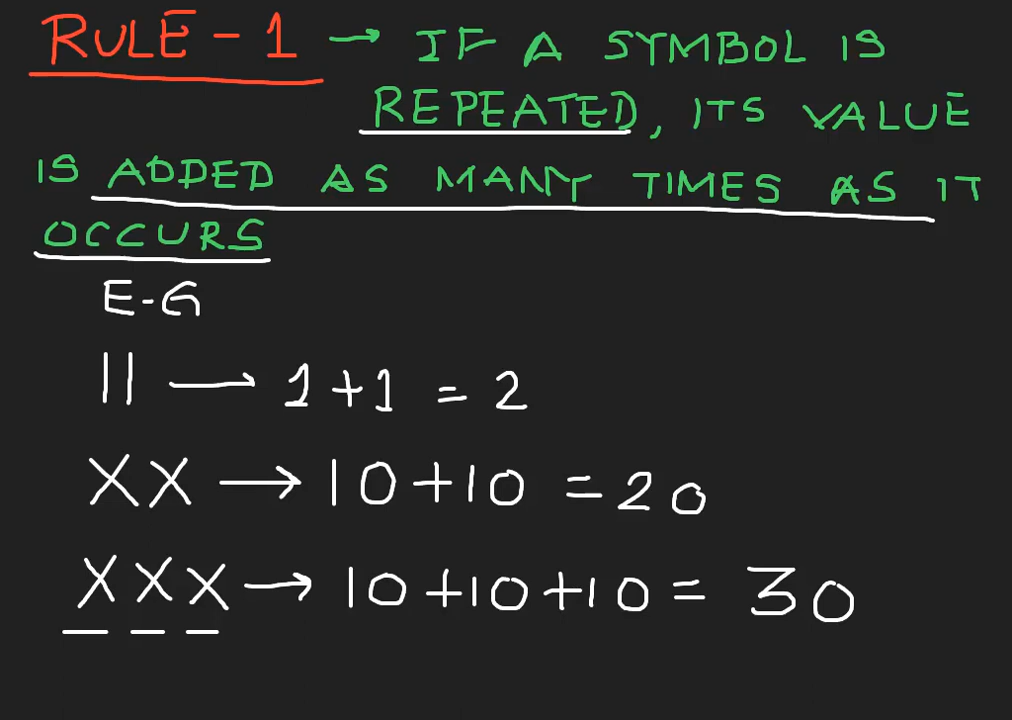 RULE - 1 → IF A SYMBOL IS
REPEATED, ITS VALUE
IS ADDED AS MANY TIMES AS IT
OCCURS
E-G
II → 1+1 = 2
XX → 10+10 = 20
XXX → 10+10+10 = 30